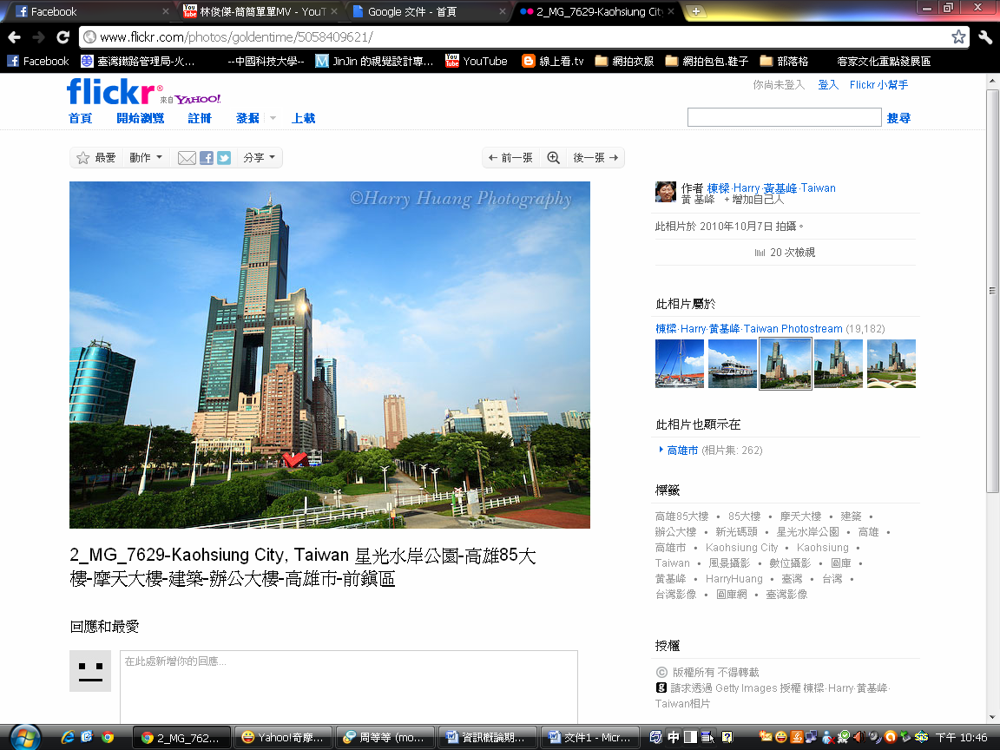 Facebook
林俊傑-簡簡單單MV - YouT
Google 文件 - 首頁
2_MG_7629-Kaohsiung City
www.flickr.com/photos/goldentime/5058409621/
Facebook
臺灣鐵路管理局-火...
--中國科技大學--
JinJin 的視覺設計專...
YouTube
線上看.tv
網拍衣服
網拍包包.鞋子
部落格
客家文化重點發展區
flickr® 來自 YAHOO!
你尚未登入 登入 Flickr 小幫手
首頁 開始瀏覽 註冊 發掘 上載
搜尋
最愛 動作 分享
← 前一張 後一張 →
©Harry Huang Photography
作者 棟樑·Harry·黃基峰·Taiwan
黃 基峰 + 增加自己人
此相片於 2010年10月7日 拍攝。
20 次檢視
此相片屬於
棟樑·Harry·黃基峰·Taiwan Photostream (19,182)
此相片也顯示在
高雄市 (相片集: 262)
標籤
高雄85大樓 • 85大樓 • 摩天大樓 • 建築 •
辦公大樓 • 新光碼頭 • 星光水岸公園 • 高雄 •
高雄市 • Kaohsiung City • Kaohsiung •
Taiwan • 風景攝影 • 數位攝影 • 圖庫 •
黃基峰 • HarryHuang • 臺灣 • 台灣 •
台灣影像 • 圖庫網 • 臺灣影像
2_MG_7629-Kaohsiung City, Taiwan 星光水岸公園-高雄85大
樓-摩天大樓-建築-辦公大樓-高雄市-前鎮區
回應和最愛
在此處新增你的回應...
授權
© 版權所有 不得轉載
請求透過 Getty Images 授權 棟樑·Harry·黃基峰·
Taiwan相片
2_MG_762...
Yahoo!奇摩...
周等等 (mo...
資訊概論期...
文件1 - Micr...
中
下午 10:46